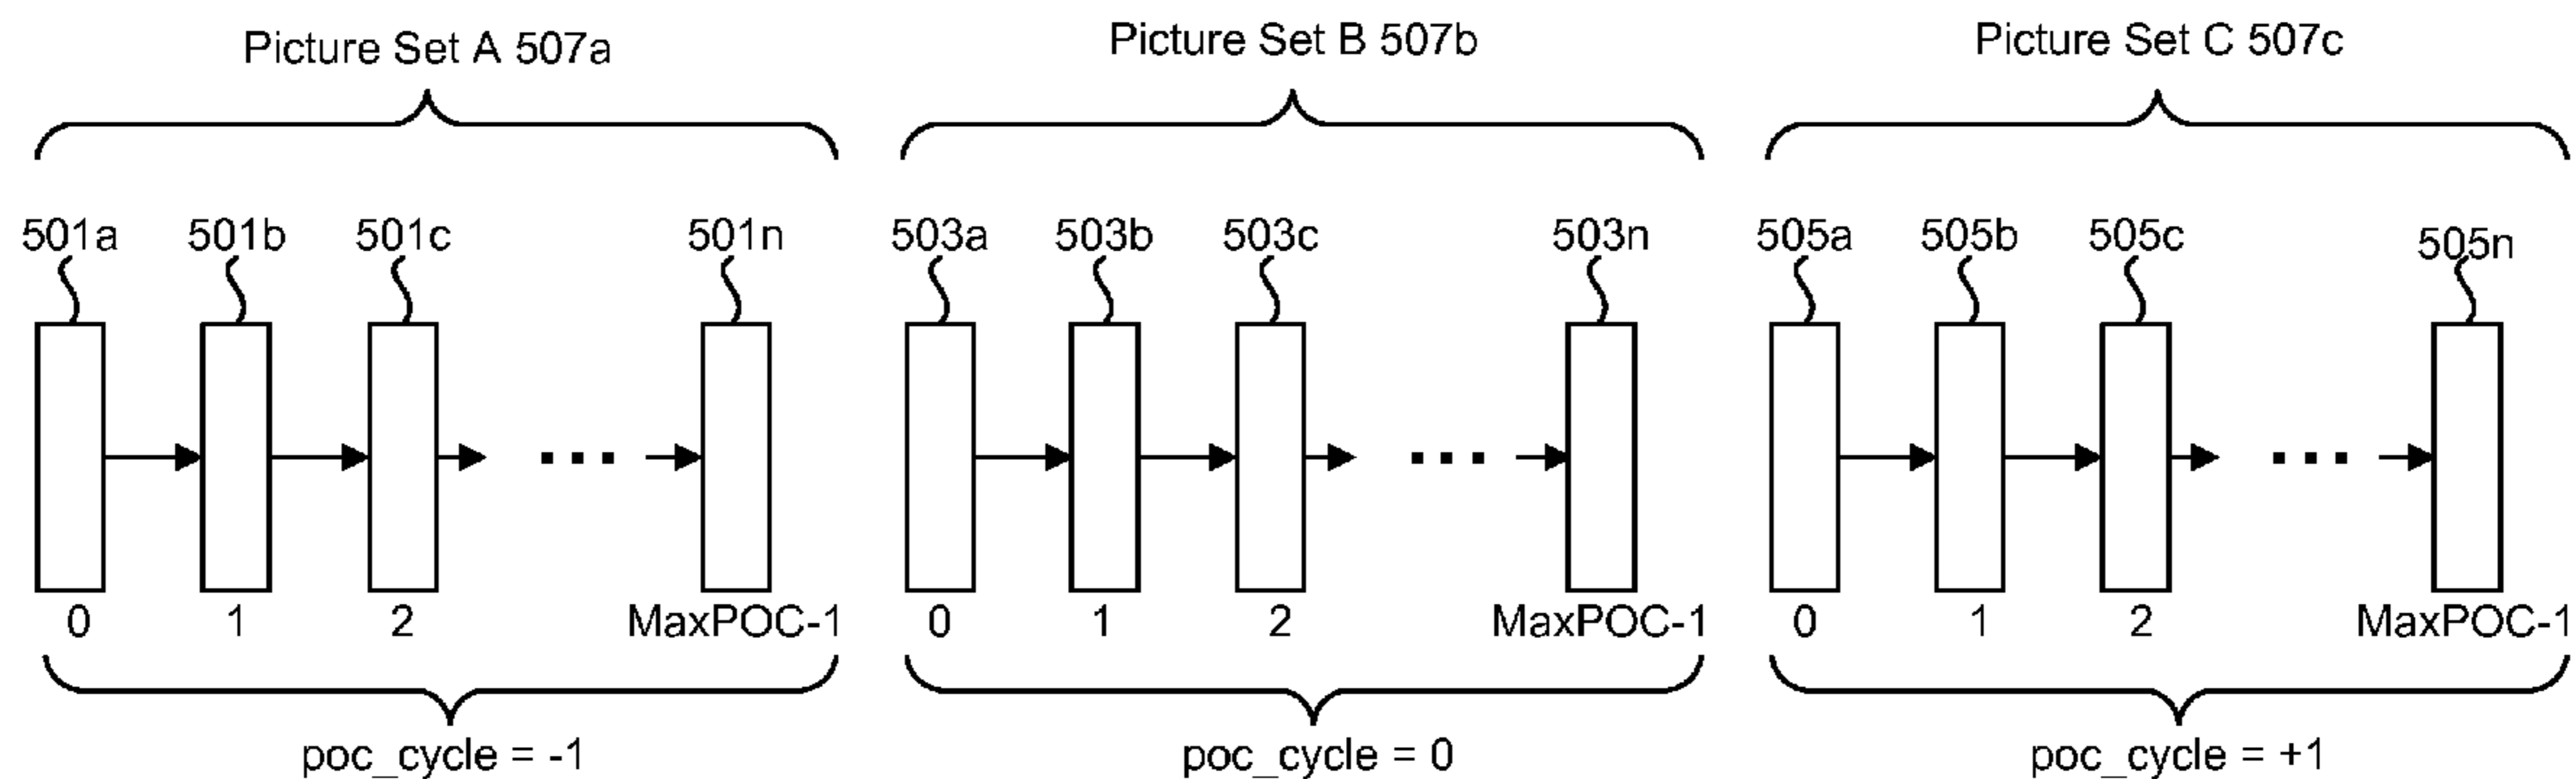 Picture Set A 507a
Picture Set B 507b
Picture Set C 507c
501a 501b 501c 501n 503a 503b 503c 503n 505a 505b 505c 505n
0 1 2 MaxPOC-1 0 1 2 MaxPOC-1 0 1 2 MaxPOC-1
poc_cycle = -1
poc_cycle = 0
poc_cycle = +1